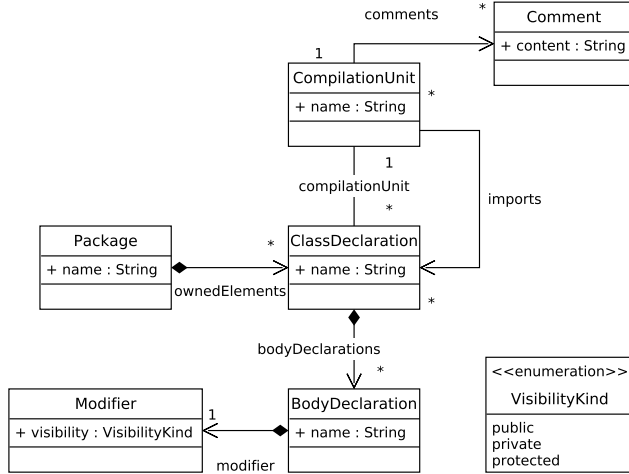 comments
*
Comment
+ content : String
1
CompilationUnit
+ name : String
*
1
compilationUnit
*
imports
Package
+ name : String
*
ownedElements
ClassDeclaration
+ name : String
*
bodyDeclarations
*
Modifier
+ visibility : VisibilityKind
1
modifier
BodyDeclaration
+ name : String
<<enumeration>>
VisibilityKind
public
private
protected